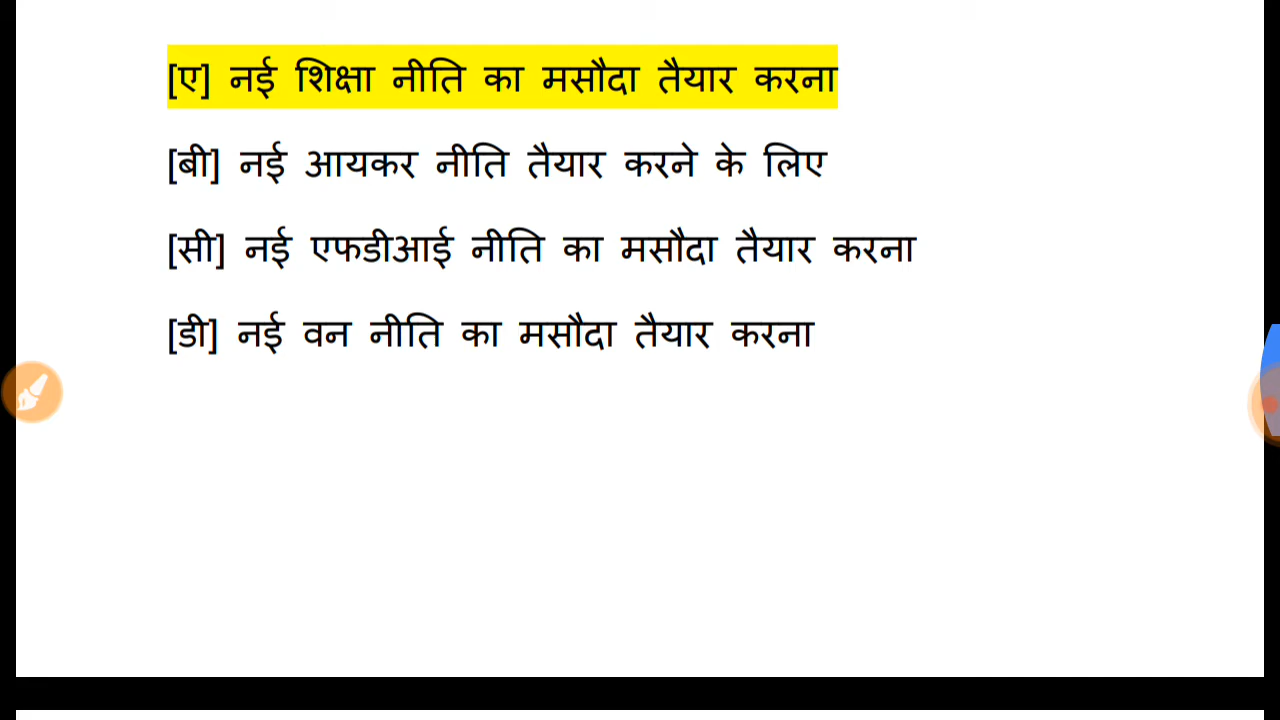 [ए] नई शिक्षा नीति का मसौदा तैयार करना
[बी] नई आयकर नीति तैयार करने के लिए
[सी] नई एफडीआई नीति का मसौदा तैयार करना
[डी] नई वन नीति का मसौदा तैयार करना